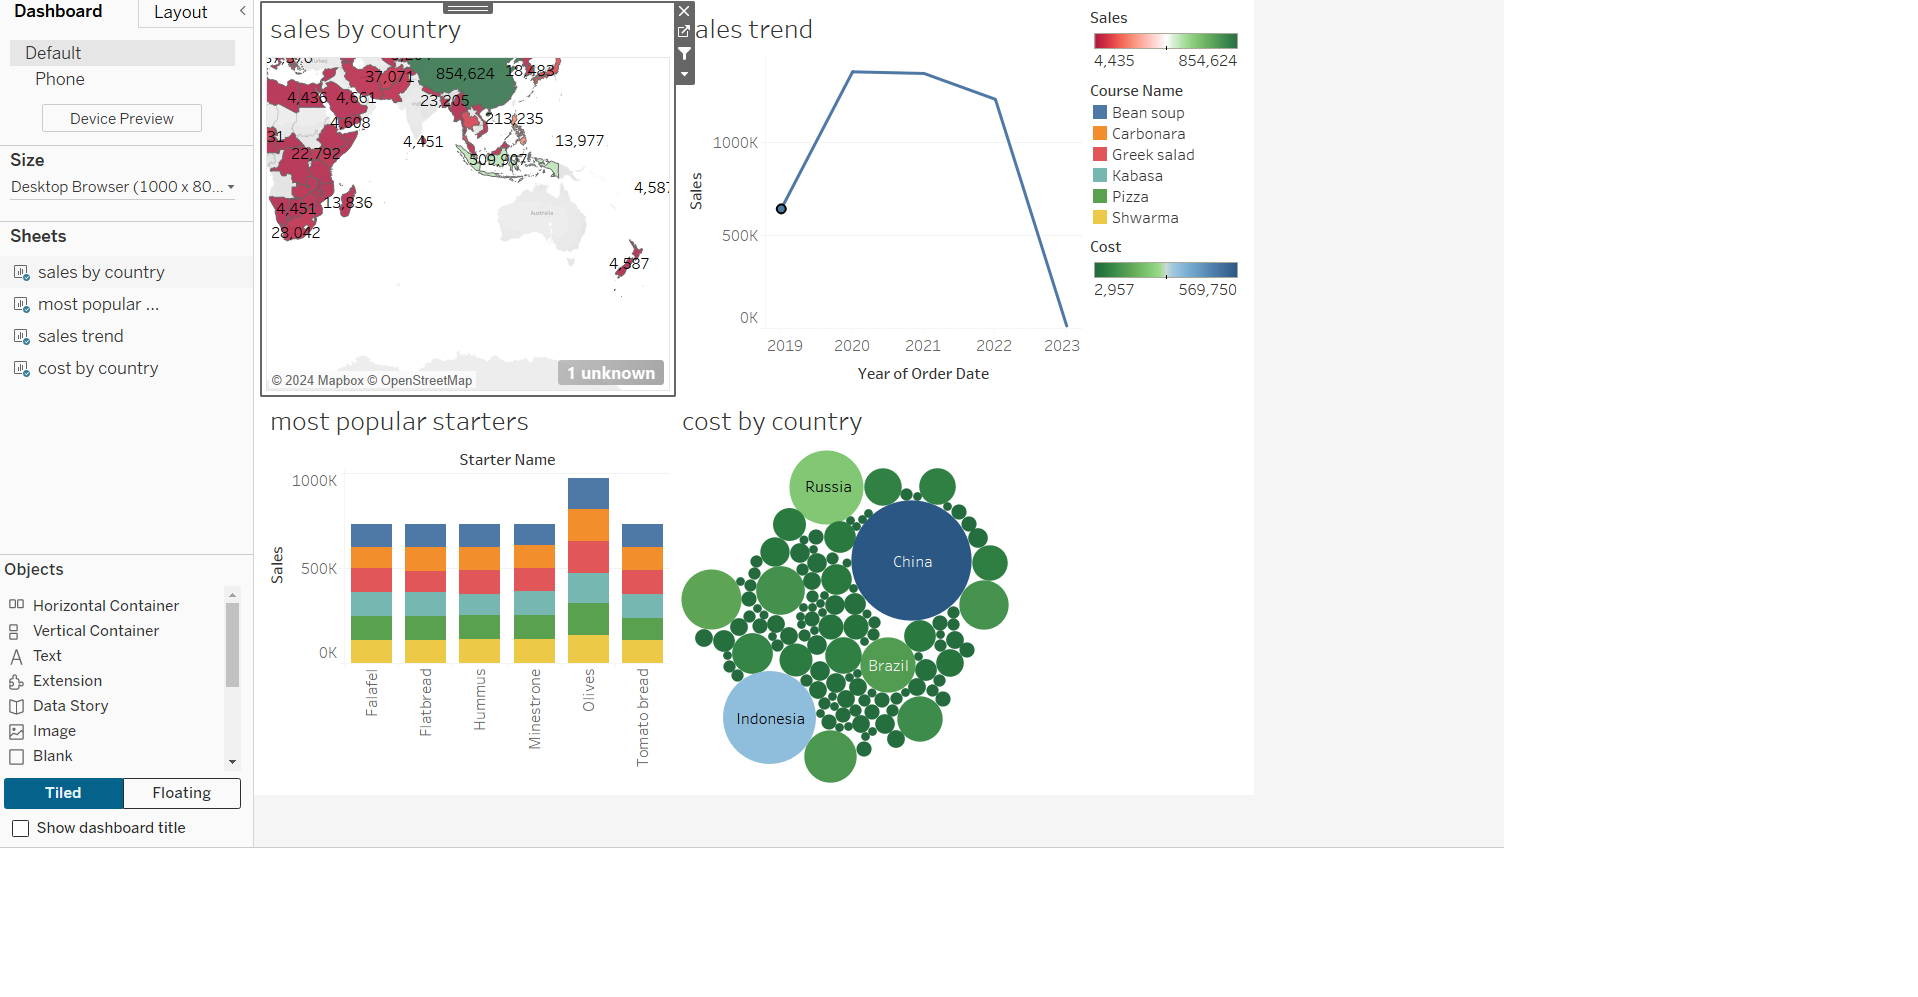 Dashboard
Layout
Default
Phone
Device Preview
Size
Desktop Browser (1000 x 80...
Sheets
sales by country
most popular ...
sales trend
cost by country
Objects
Horizontal Container
Vertical Container
Text
Extension
Data Story
Image
Blank
Tiled
Floating
Show dashboard title
sales by country
37,071
854,624
18,483
4,436
4,661
23,205
4,608
213,235
4,451
13,977
22,792
509,907
4,587
4,451
13,836
28,042
Australia
4,587
© 2024 Mapbox © OpenStreetMap
1 unknown
ales trend
Sales
1000K
500K
0K
2019
2020
2021
2022
2023
Year of Order Date
Sales
4,435
854,624
Course Name
Bean soup
Carbonara
Greek salad
Kabasa
Pizza
Shwarma
Cost
2,957
569,750
most popular starters
Starter Name
Sales
1000K
500K
0K
Falafel
Flatbread
Hummus
Minestrone
Olives
Tomato bread
cost by country
Russia
China
Brazil
Indonesia